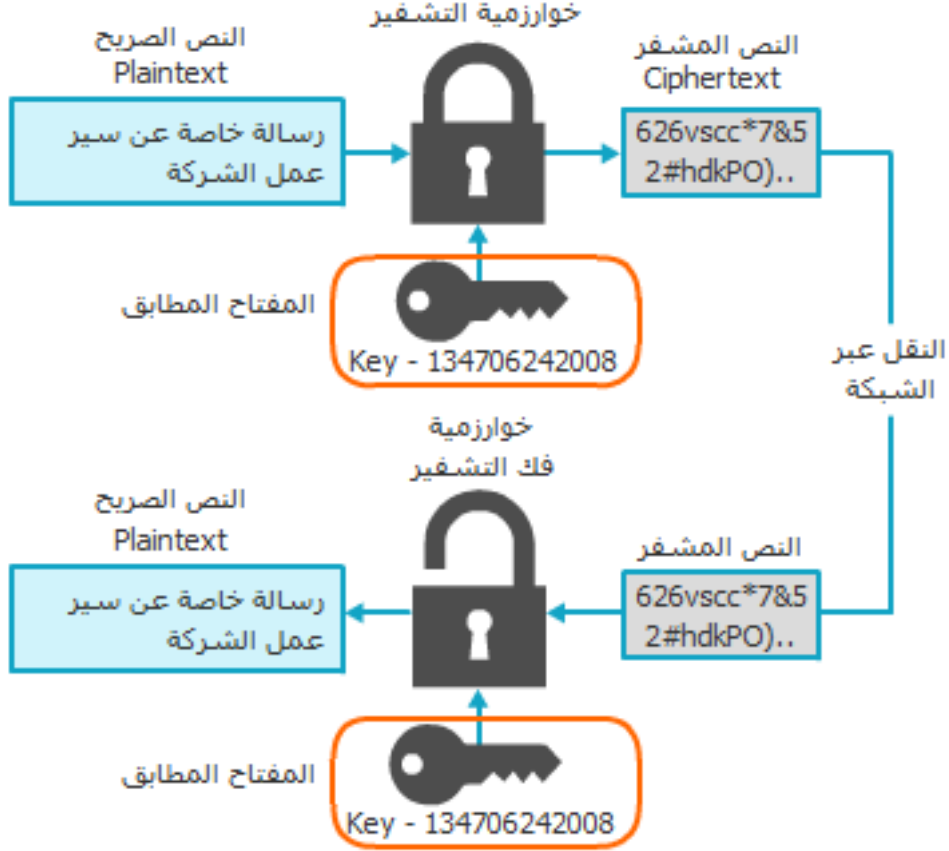 خوارزمية التشفير
النص الصريح
Plaintext
رسالة خاصة عن سير
عمل الشركة
النص المشفر
Ciphertext
626vscc*7&5
2#hdkPO)..
المفتاح المطابق
Key - 134706242008
النقل عبر
الشبكة
خوارزمية
فك التشفير
النص المشفر
626vscc*7&5
2#hdkPO)..
النص الصريح
Plaintext
رسالة خاصة عن سير
عمل الشركة
المفتاح المطابق
Key - 134706242008